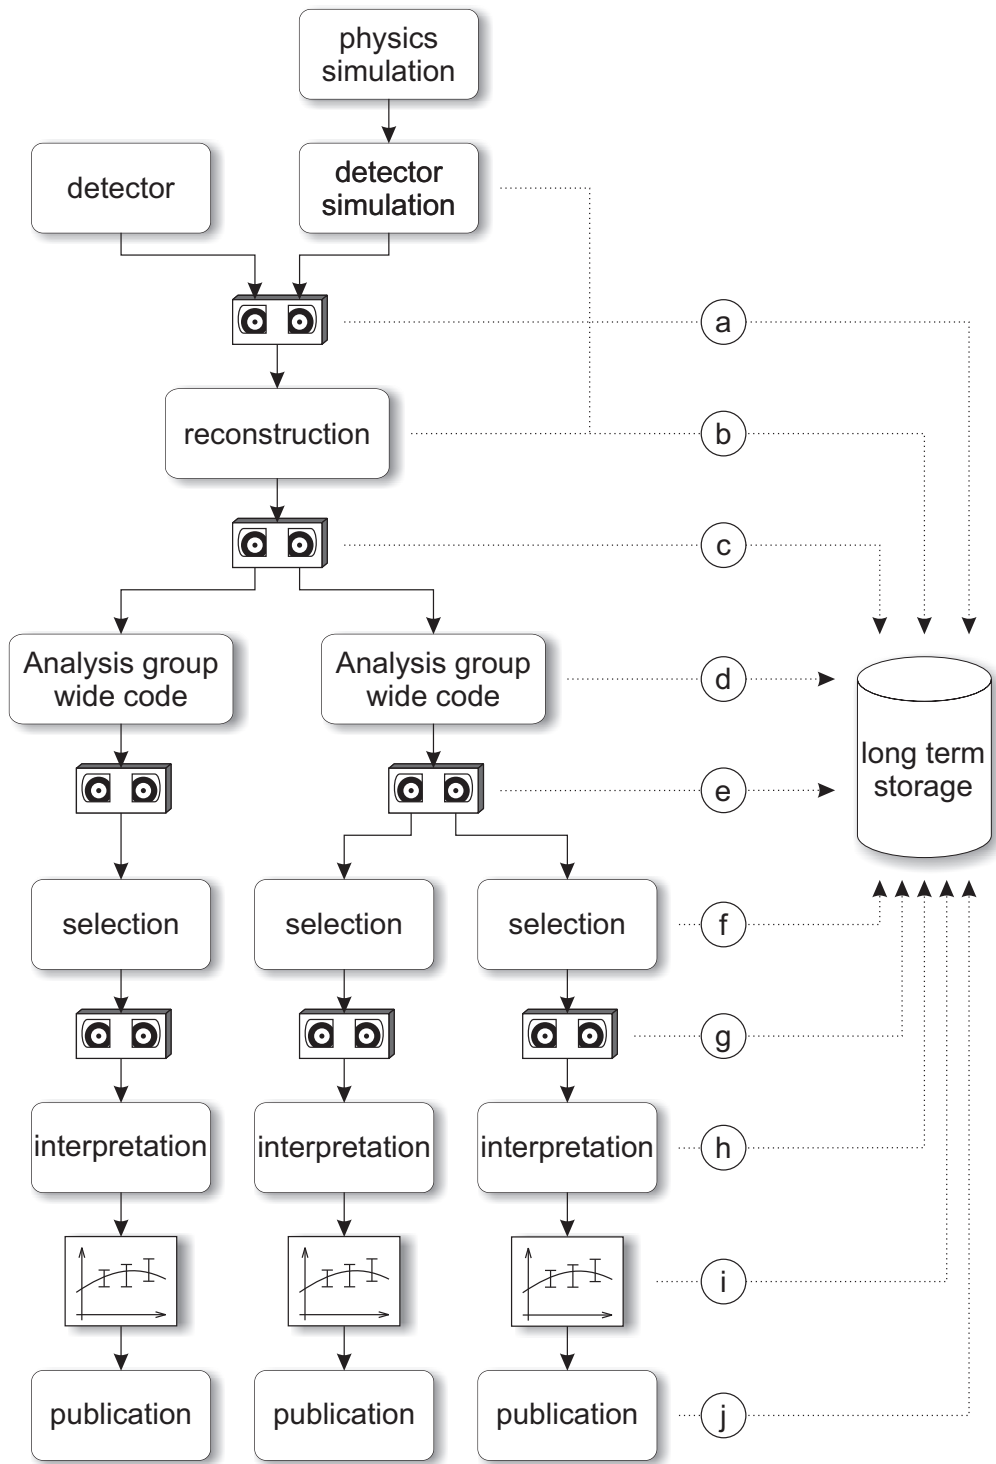 physics
simulation
detector
detector
simulation
a
reconstruction
b
c
Analysis group
wide code
Analysis group
wide code
d
long term
storage
e
selection
selection
selection
f
g
interpretation
interpretation
interpretation
h
i
publication
publication
publication
j